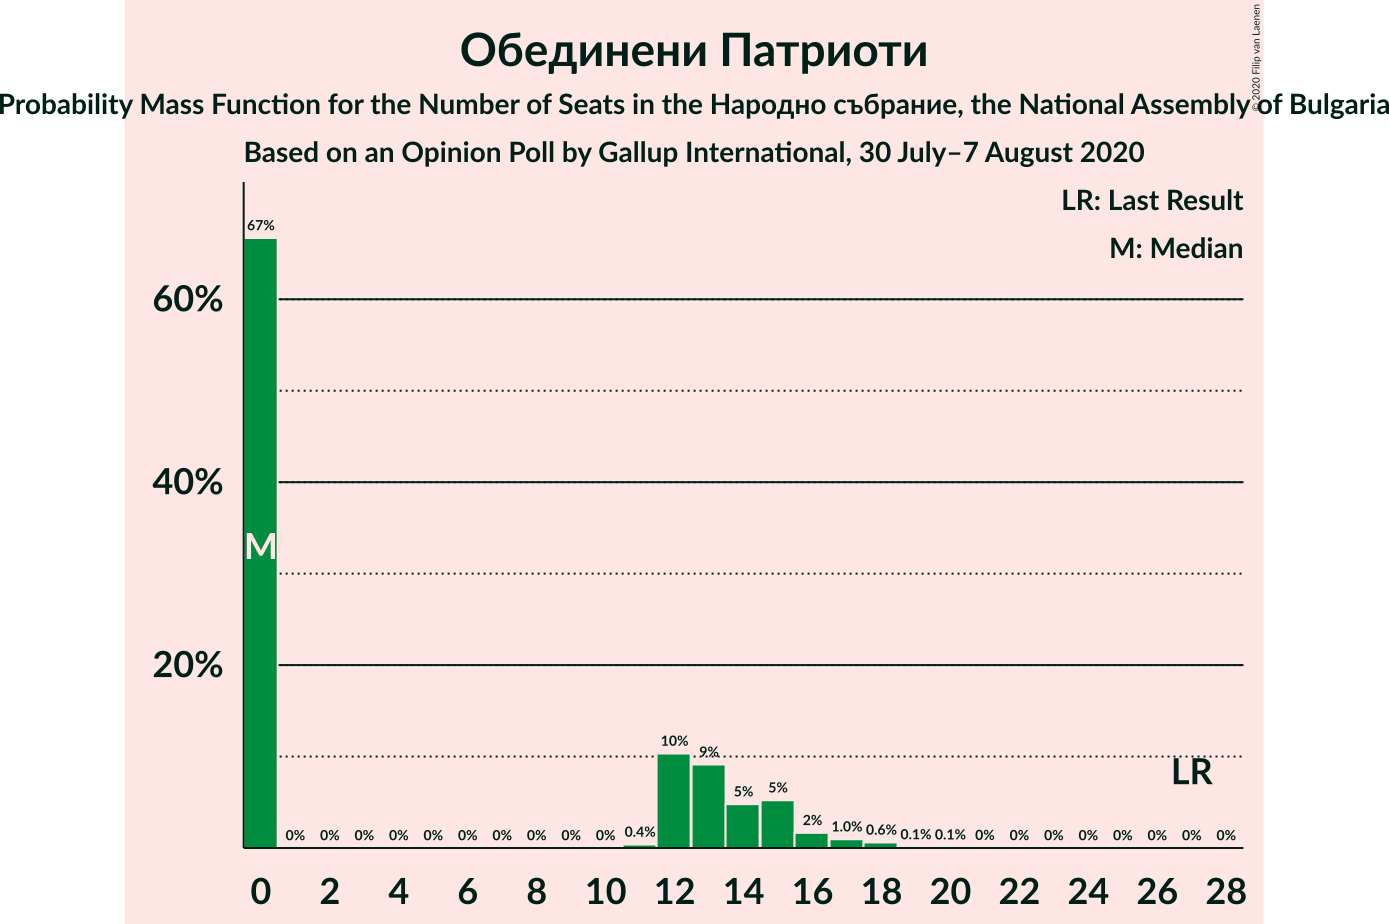 Обединени Патриоти
Probability Mass Function for the Number of Seats in the Народно събрание, the National Assembly of Bulgaria
Based on an Opinion Poll by Gallup International, 30 July–7 August 2020
© 2020 Filip van Laenen
LR: Last Result
M: Median
67%
60%
40%
M
20%
10% 9% 5% 5% 2% 1.0% 0.6% 0.1% 0.1%
LR
0% 0% 0% 0% 0% 0% 0% 0% 0% 0% 0.4% 0% 0% 0% 0% 0% 0% 0% 0%
0 2 4 6 8 10 12 14 16 18 20 22 24 26 28